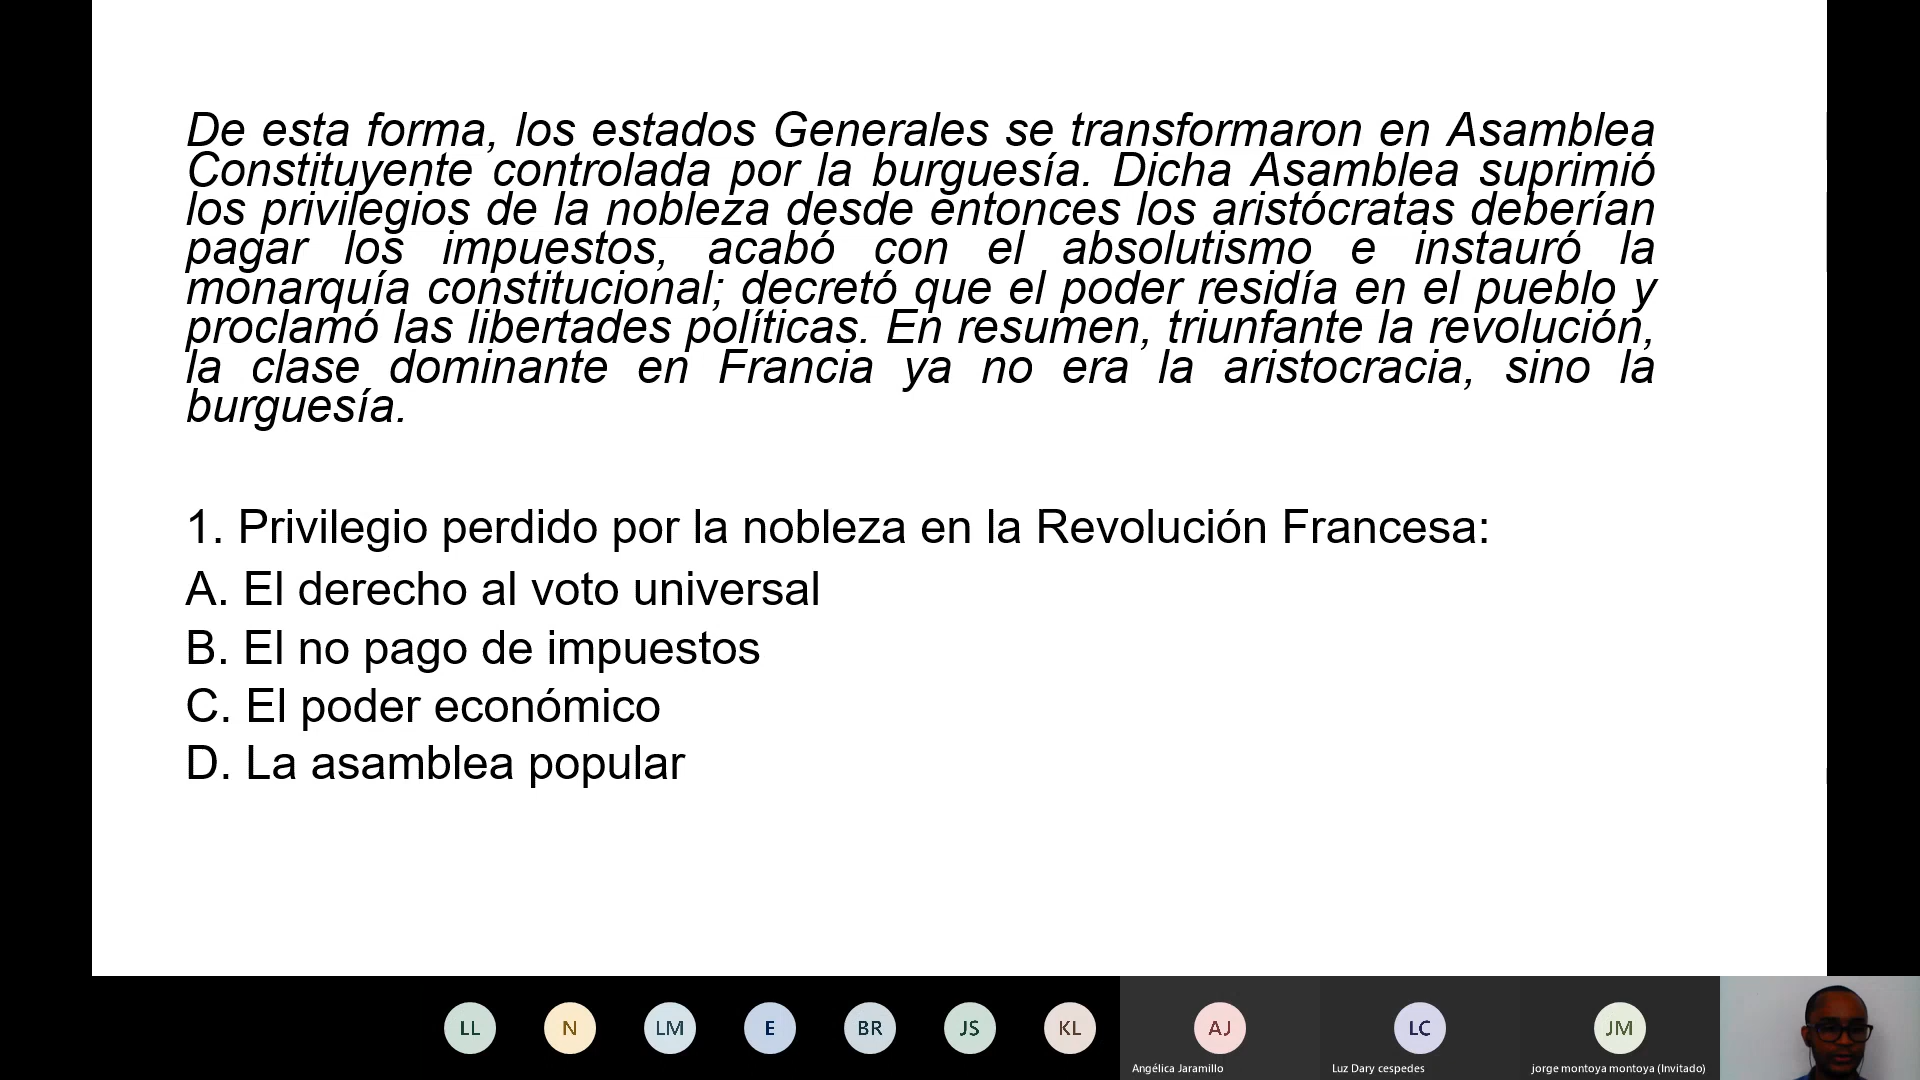 De esta forma, los estados Generales se transformaron en Asamblea
Constituyente controlada por la burguesía. Dicha Asamblea suprimió
los privilegios de la nobleza desde entonces los aristócratas deberían
pagar los impuestos, acabó con el absolutismo e instauró la
monarquía constitucional; decretó que el poder residía en el pueblo y
proclamó las libertades políticas. En resumen, triunfante la revolución,
la clase dominante en Francia ya no era la aristocracia, sino la
burguesía.
1. Privilegio perdido por la nobleza en la Revolución Francesa:
A. El derecho al voto universal
B. El no pago de impuestos
C. El poder económico
D. La asamblea popular
LL N LM E BR JS KL AJ LC JM
Angélica Jaramillo Luz Dary cespedes jorge montoya montoya (Invitado)